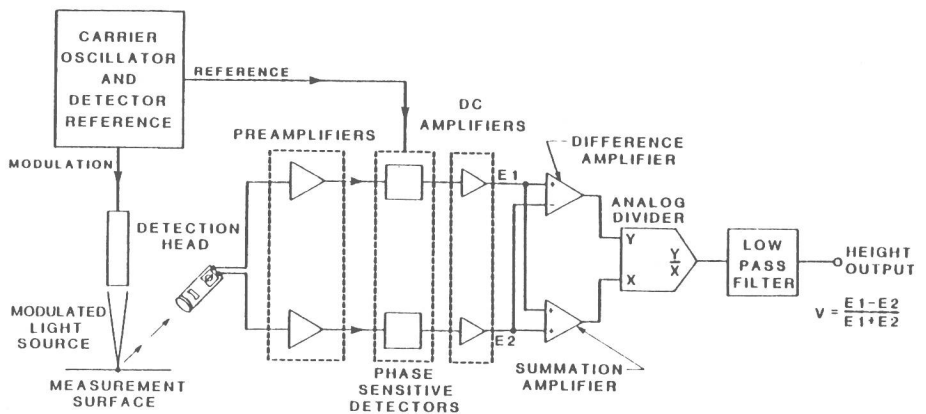 CARRIER
OSCILLATOR
AND
DETECTOR
REFERENCE
REFERENCE
MODULATION
PREAMPLIFIERS
DC
AMPLIFIERS
DIFFERENCE
AMPLIFIER
DETECTION
HEAD
E1
+
−
ANALOG
DIVIDER
Y
Y
X
X
LOW
PASS
FILTER
HEIGHT
OUTPUT
V = E1-E2
E1+E2
MODULATED
LIGHT
SOURCE
E2
+
+
MEASUREMENT
SURFACE
PHASE
SENSITIVE
DETECTORS
SUMMATION
AMPLIFIER